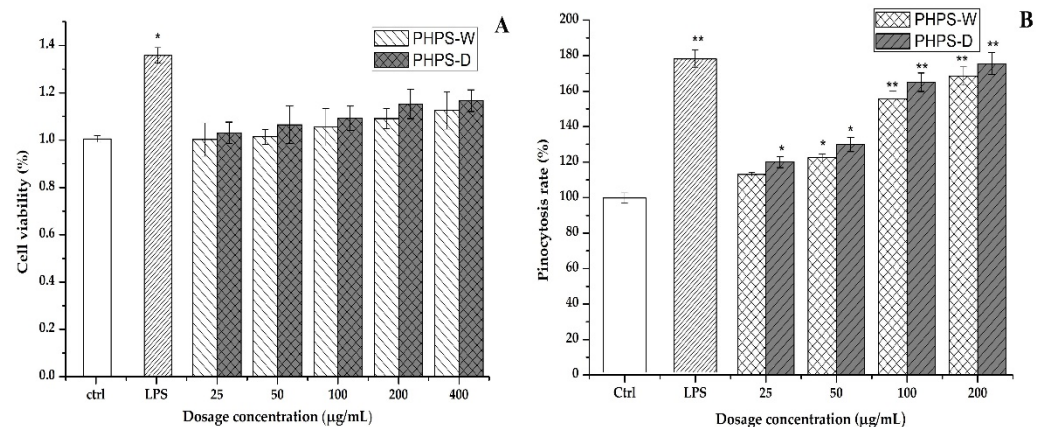 A
PHPS-W
PHPS-D
Cell viability (%)
1.4
1.2
1.0
0.8
0.6
0.4
0.2
0.0
*
ctrl LPS 25 50 100 200 400
Dosage concentration (μg/mL)
B
PHPS-W
PHPS-D
Pinocytosis rate (%)
200
180
160
140
120
100
80
60
40
20
0
** * * * ** ** ** **
Ctrl LPS 25 50 100 200
Dosage concentration (μg/mL)